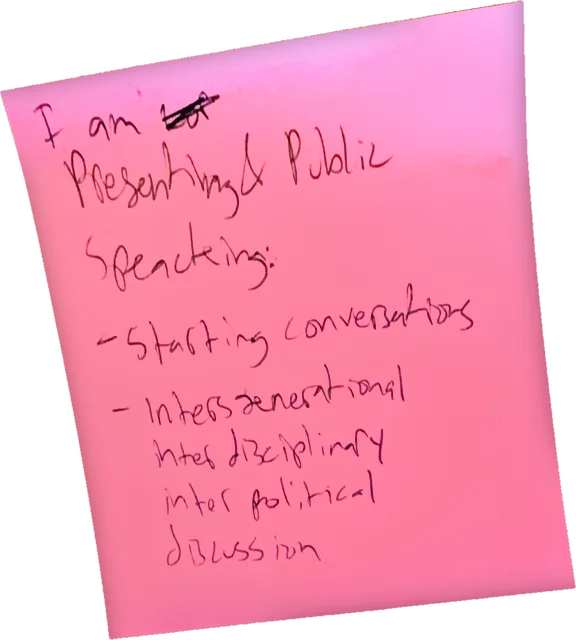 I am
Presenting & Public
Speacking:
- Starting conversations
- Intergenerational
inter disciplinary
inter political
discussion